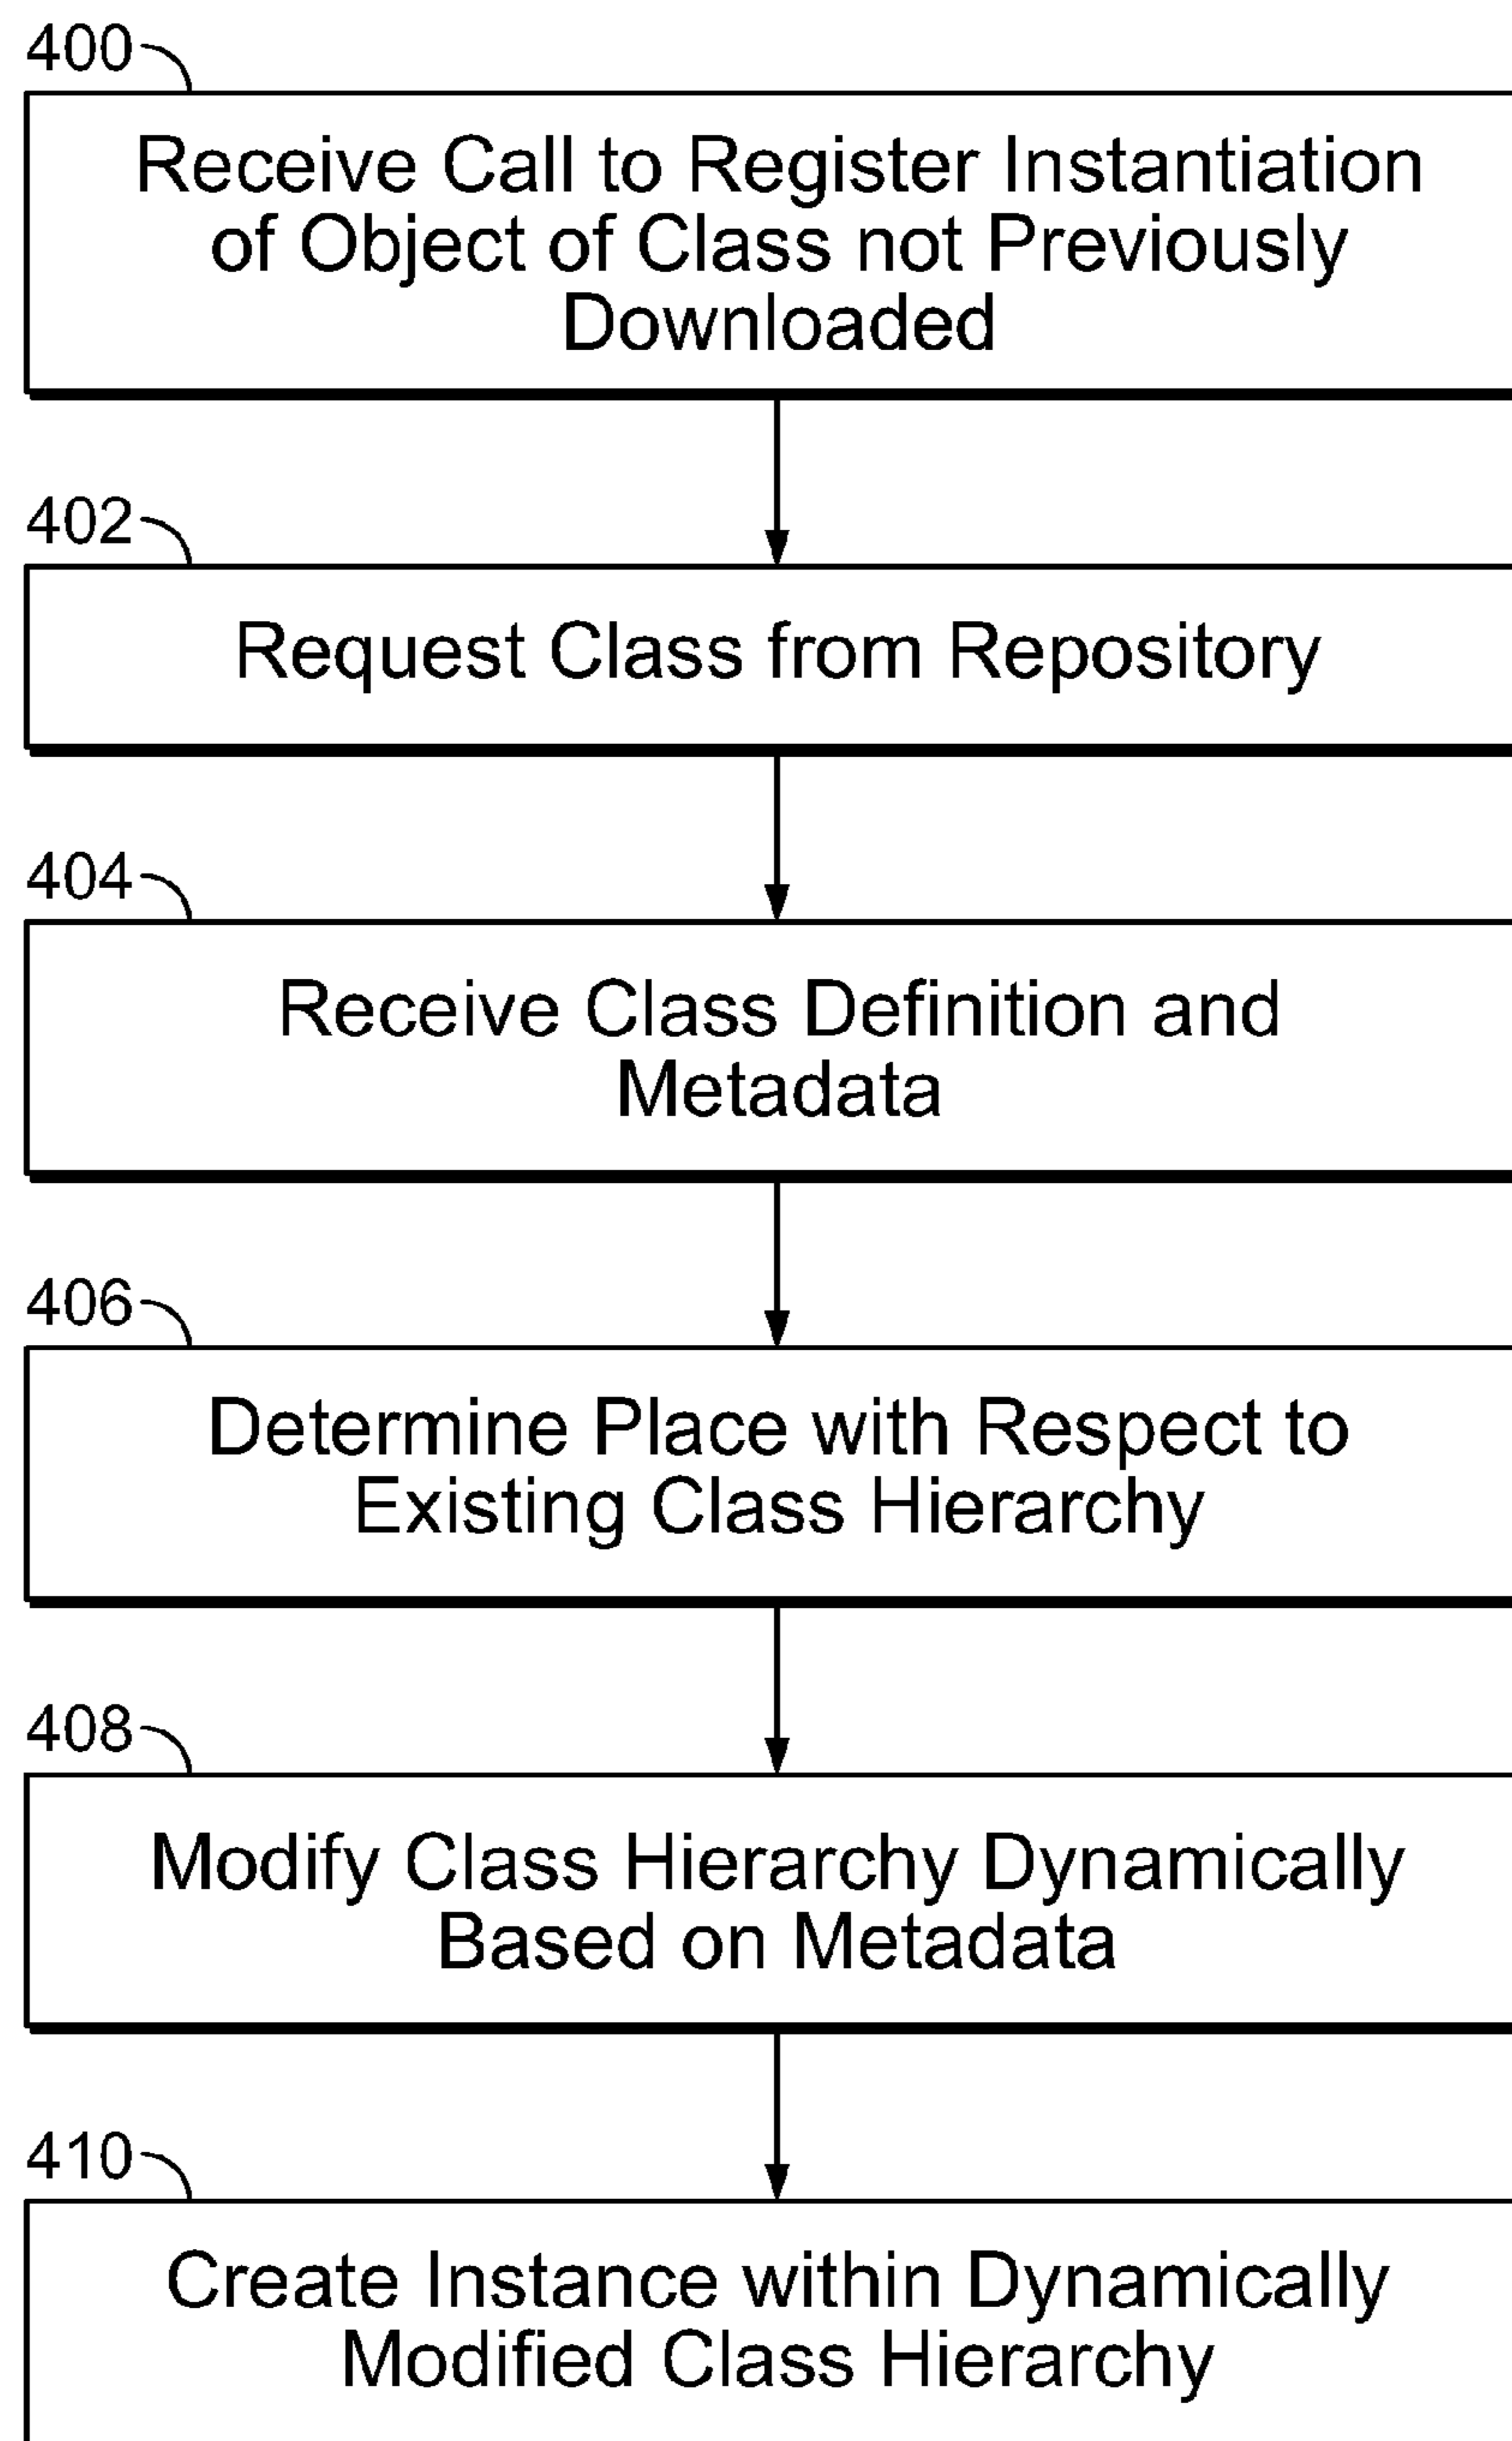 400
Receive Call to Register Instantiation
of Object of Class not Previously
Downloaded
402
Request Class from Repository
404
Receive Class Definition and
Metadata
406
Determine Place with Respect to
Existing Class Hierarchy
408
Modify Class Hierarchy Dynamically
Based on Metadata
410
Create Instance within Dynamically
Modified Class Hierarchy